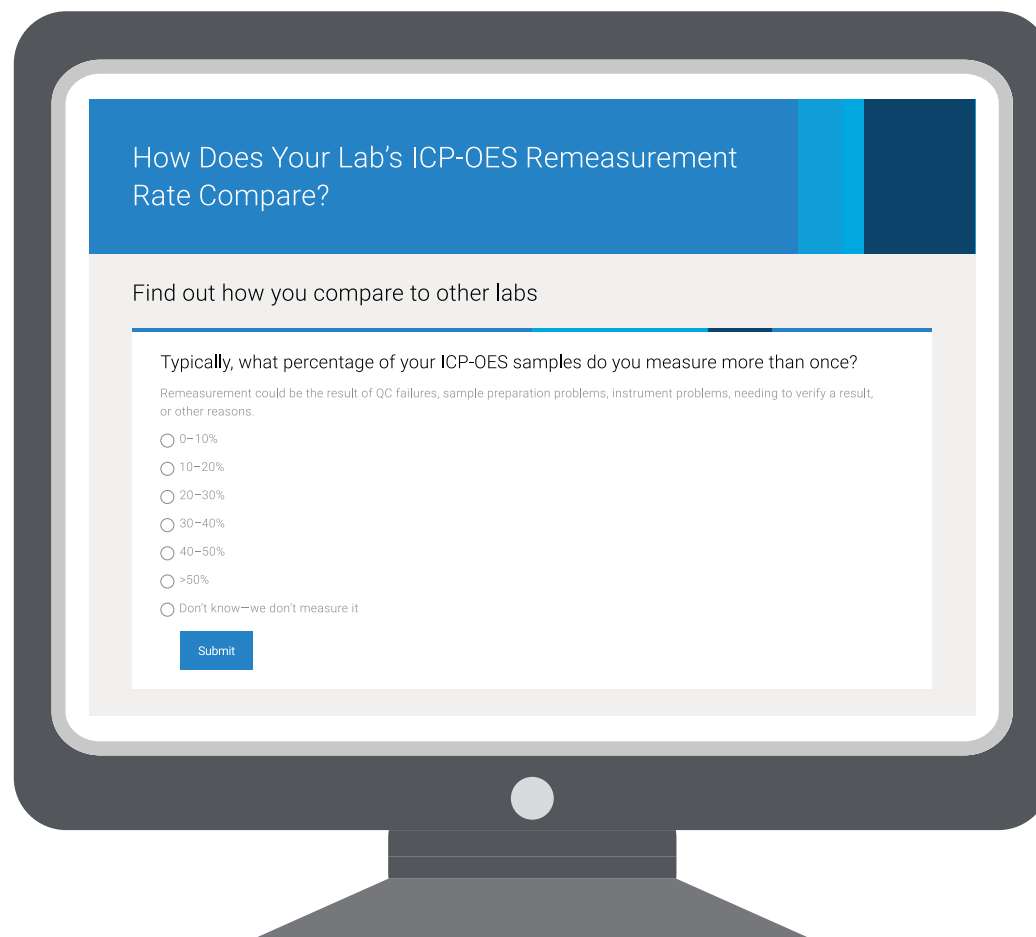 How Does Your Lab’s ICP-OES Remeasurement
Rate Compare?
Find out how you compare to other labs
Typically, what percentage of your ICP-OES samples do you measure more than once?
Remeasurement could be the result of QC failures, sample preparation problems, instrument problems, needing to verify a result,
or other reasons.
0–10%
10–20%
20–30%
30–40%
40–50%
>50%
Don’t know—we don’t measure it
Submit